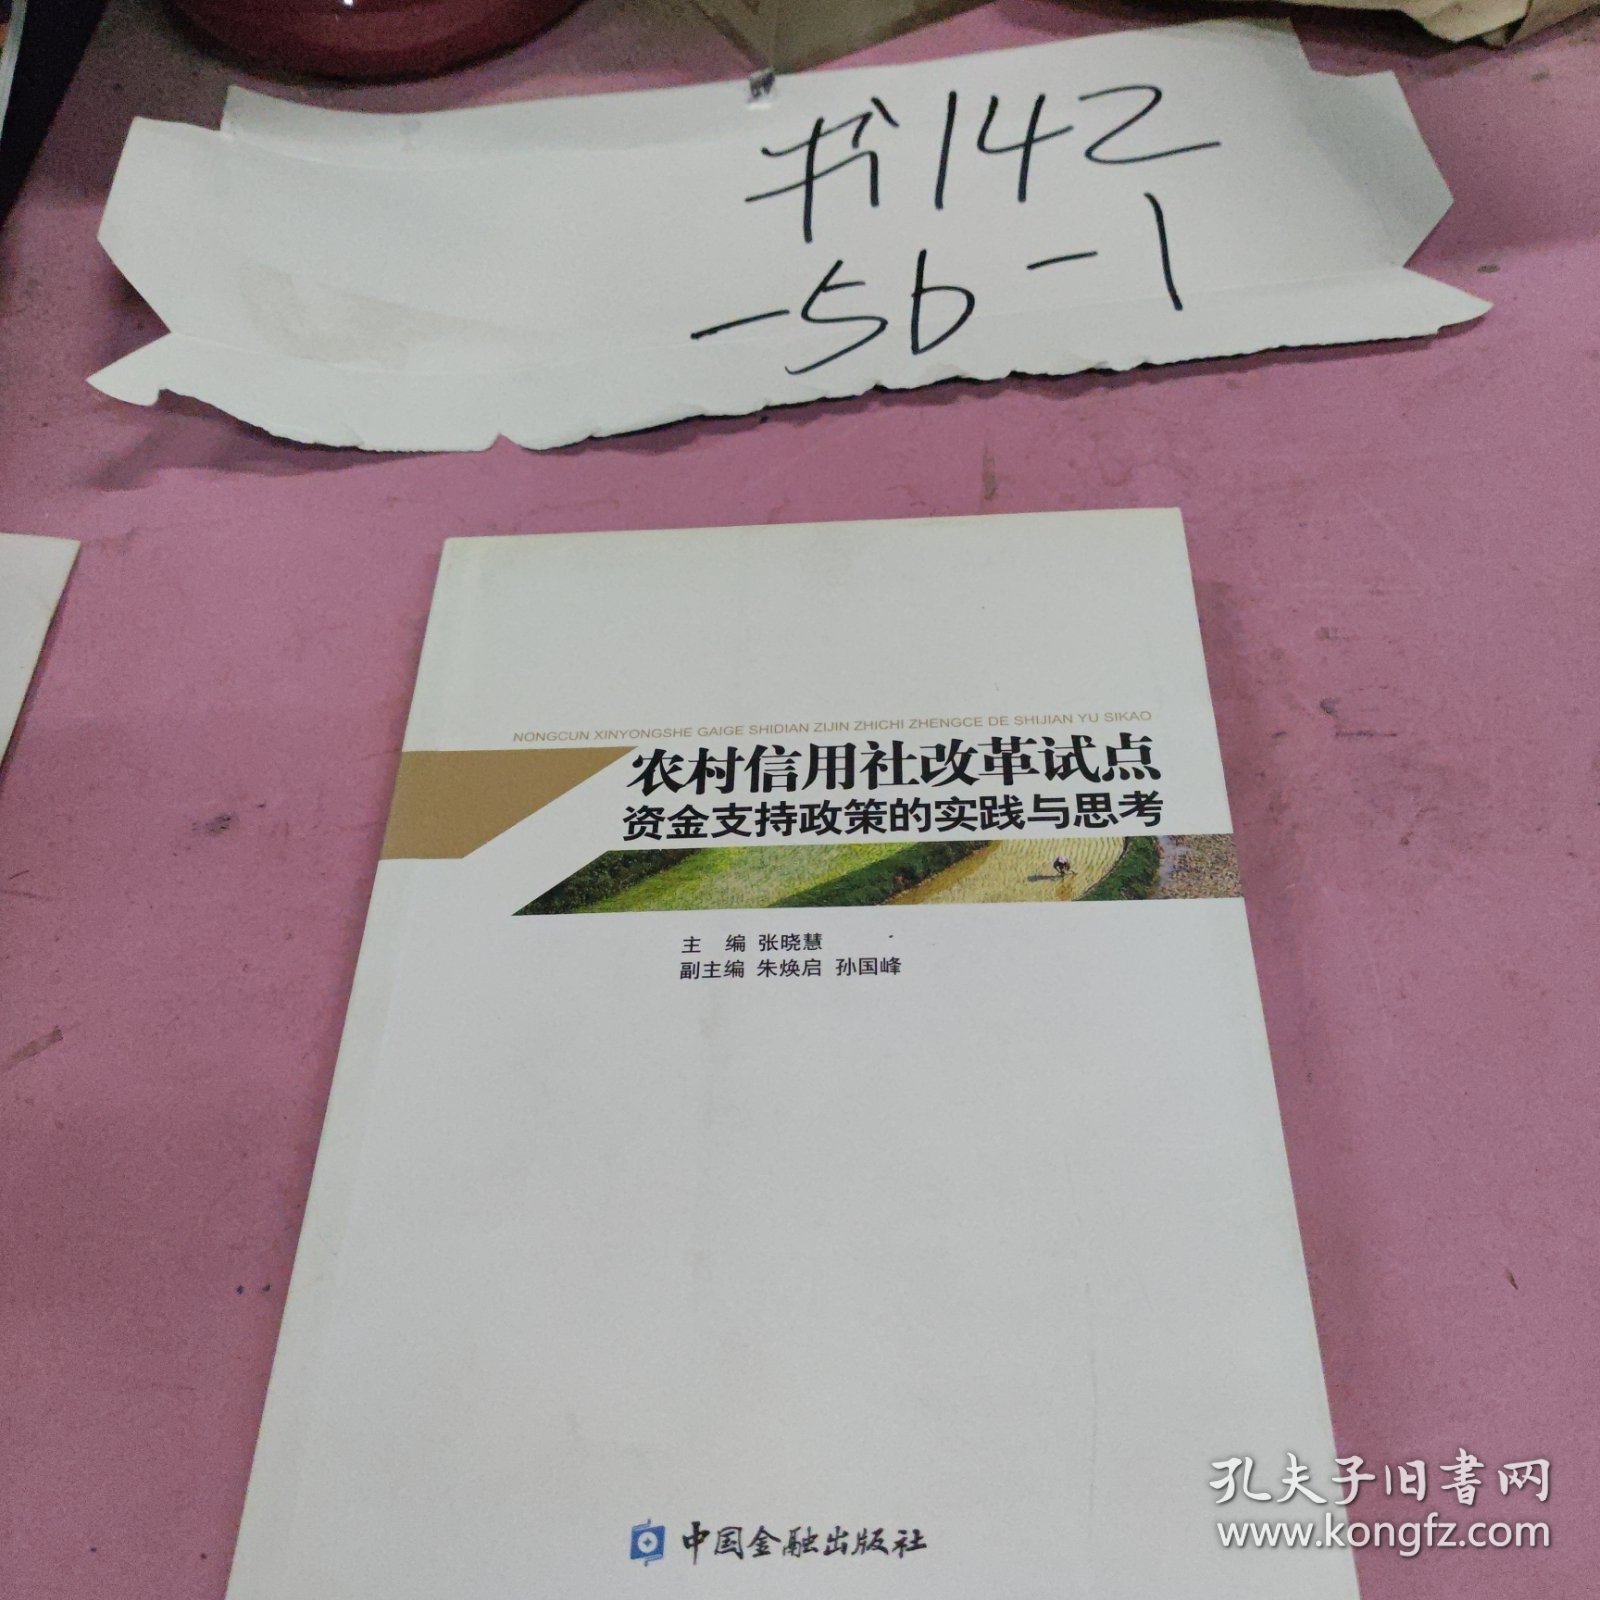 书142
-5b-1
NONGCUN XINYONGSHE GAIGE SHIDIAN ZIJIN ZHICHI ZHENGCE DE SHIJIAN YU SIKAO
农村信用社改革试点
资金支持政策的实践与思考
主 编 张晓慧
副主编 朱焕启 孙国峰
中国金融出版社
孔夫子旧书网
www.kongfz.com